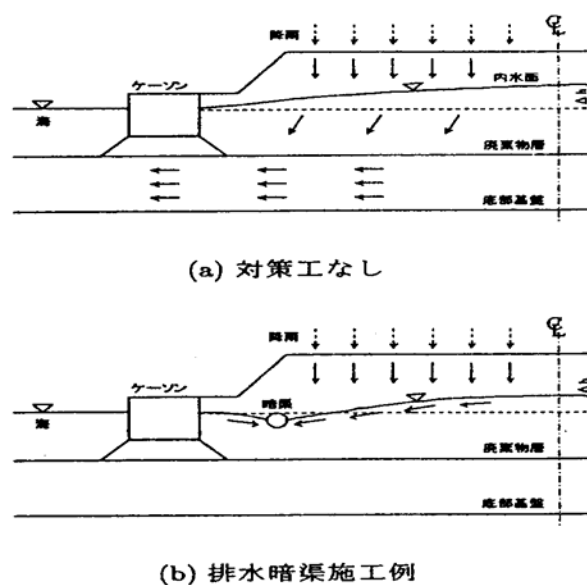 ℄
降雨
ケーソン
内水面
海
廃棄物層
底部基盤
(a) 対策工なし
℄
降雨
ケーソン
暗渠
海
廃棄物層
底部基盤
(b) 排水暗渠施工例